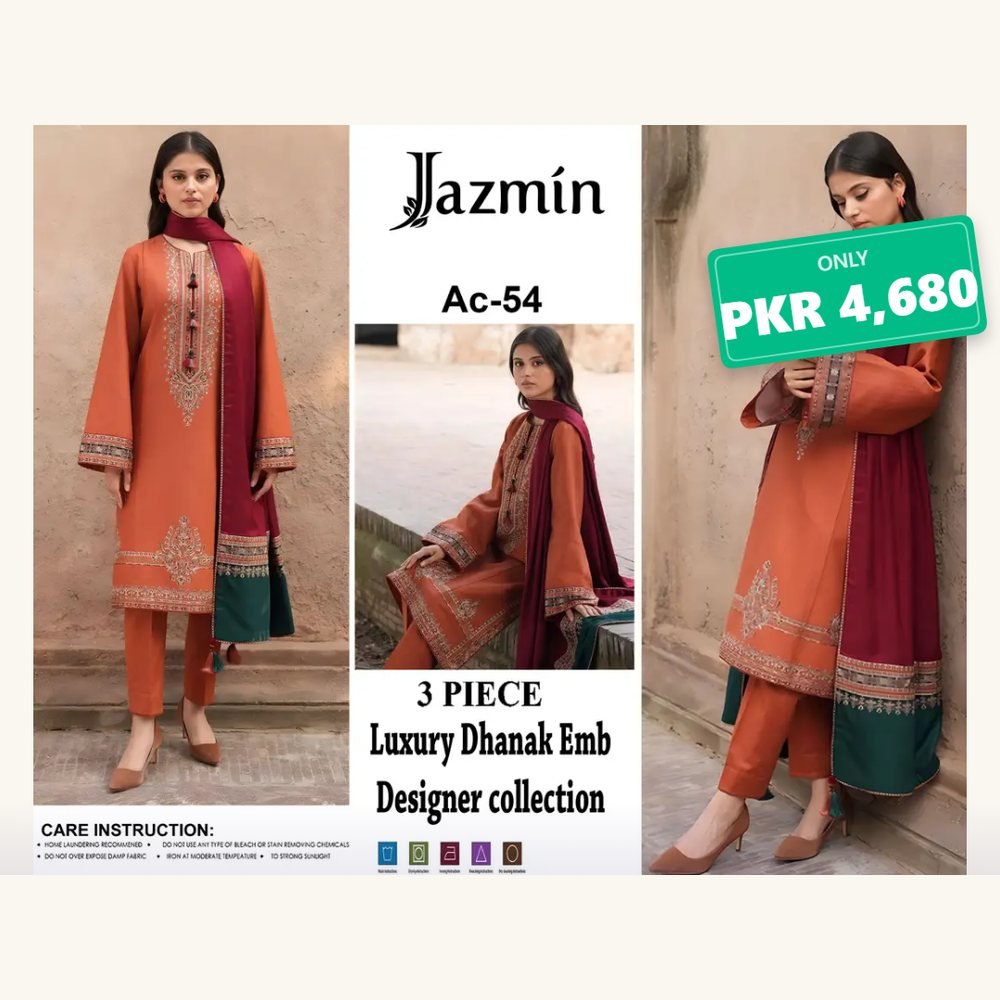 Jazmín
Ac-54
ONLY
PKR 4,680
3 PIECE
Luxury Dhanak Emb
Designer collection
CARE INSTRUCTION:
• HOME LAUNDERING RECOMMENED • DO NOT USE ANY TYPE OF BLEACH OR STAIN REMOVING CHEMICALS
• DO NOT OVER EXPOSE DAMP FABRIC • IRON AT MODERATE TEMPEATURE • TO STRONG SUNLIGHT